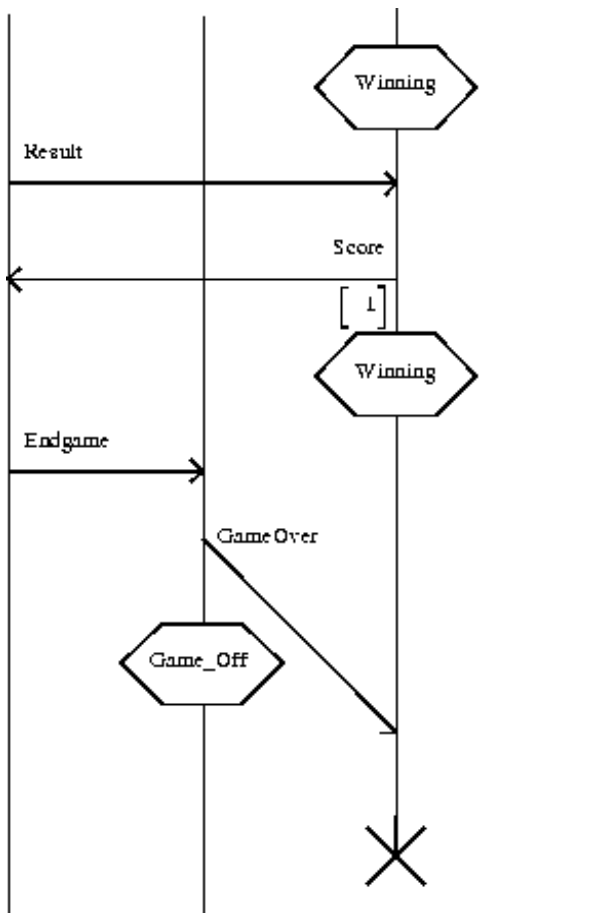 Winning
Result
Score
[ 1 ]
Winning
Endgame
GameOver
Game_Off